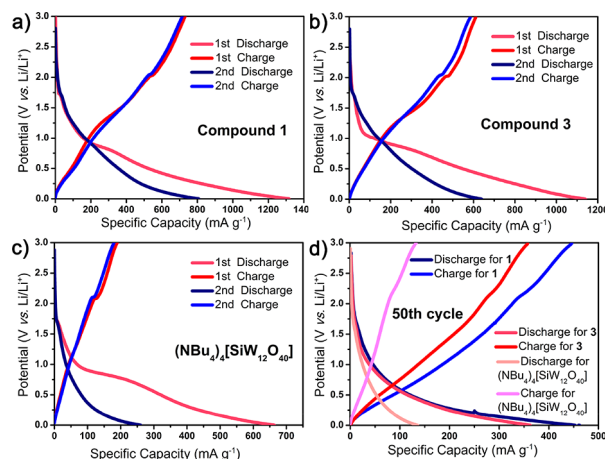 a)
3.0
2.5
2.0
1.5
1.0
0.5
0.0
Potential (V vs. Li/Li⁺)
1st Discharge
1st Charge
2nd Discharge
2nd Charge
Compound 1
0 200 400 600 800 1000 1200 140
Specific Capacity (mA g⁻¹)
b)
3.0
2.5
2.0
1.5
1.0
0.5
0.0
Potential (V vs. Li/Li⁺)
1st Discharge
1st Charge
2nd Discharge
2nd Charge
Compound 3
0 200 400 600 800 1000 1200
Specific Capacity (mA g⁻¹)
c)
3.0
2.5
2.0
1.5
1.0
0.5
0.0
Potential (V vs. Li/Li⁺)
1st Discharge
1st Charge
2nd Discharge
2nd Charge
(NBu₄)₄[SiW₁₂O₄₀]
0 100 200 300 400 500 600 700
Specific Capacity (mA g⁻¹)
d)
3.0
2.5
2.0
1.5
1.0
0.5
0.0
Potential (V vs. Li/Li⁺)
Discharge for 1
Charge for 1
50th cycle
Discharge for 3
Charge for 3
Discharge for
(NBu₄)₄[SiW₁₂O₄₀]
Charge for
(NBu₄)₄[SiW₁₂O₄₀]
0 100 200 300 400 500
Specific Capacity (mA g⁻¹)